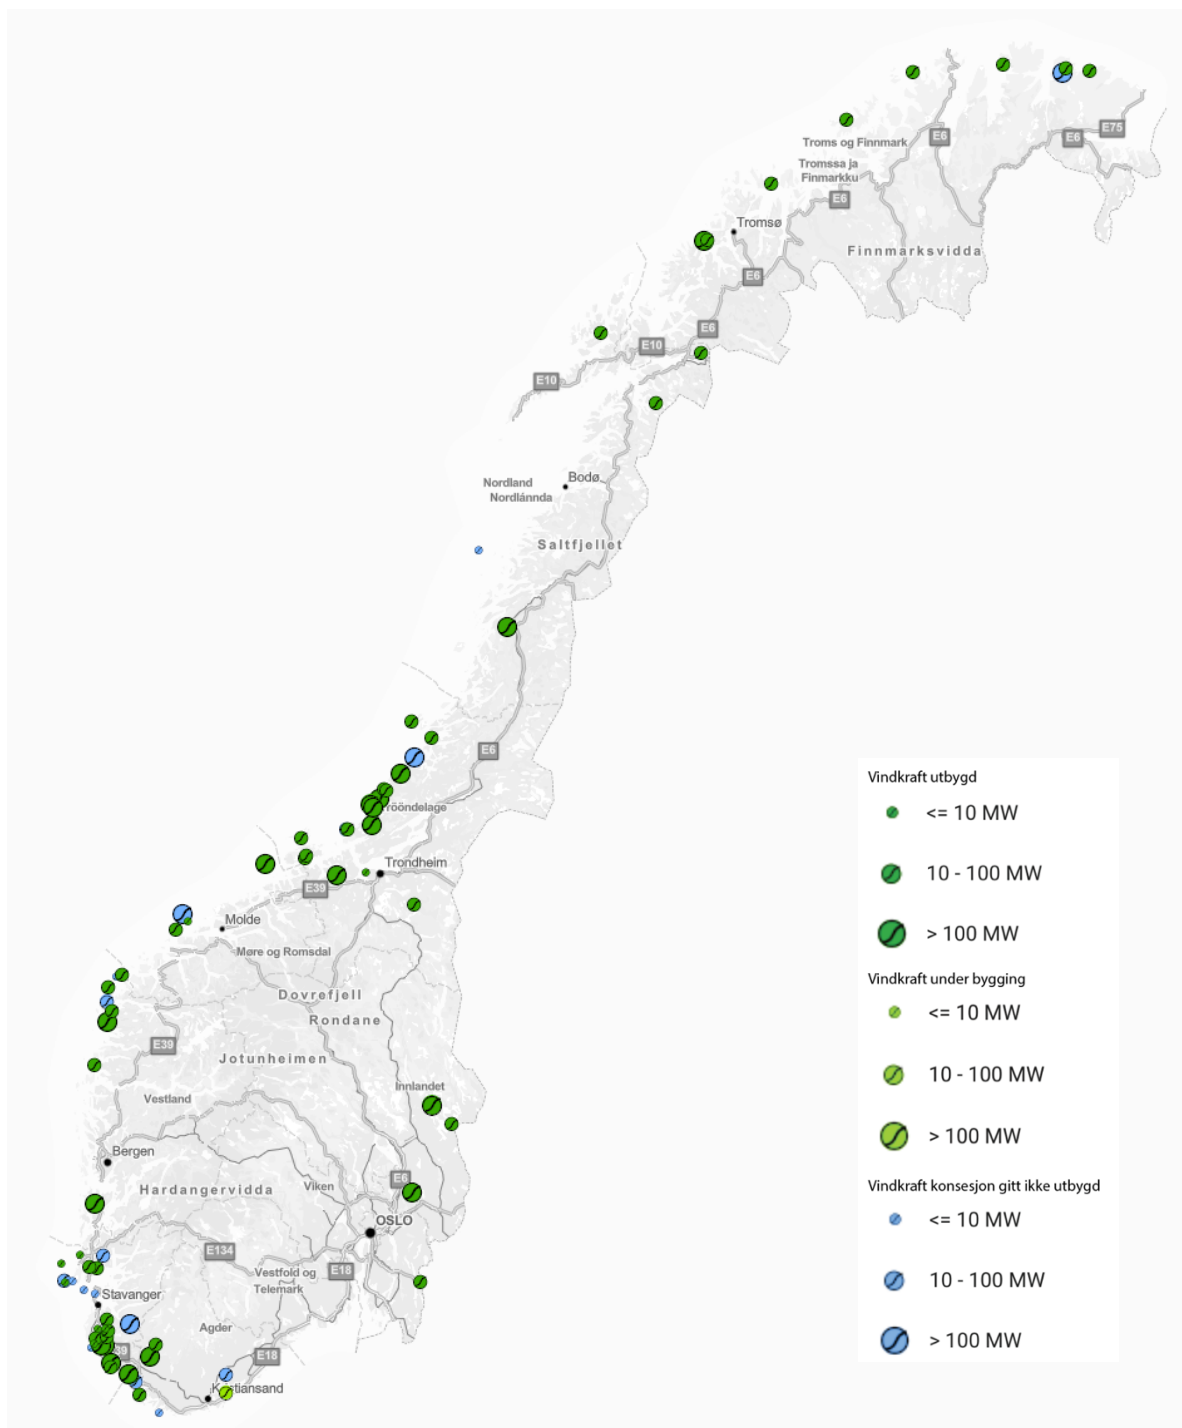 E6
E6
E75
Troms og Finnmark
Tromssa ja
Finmarkku
E6
Tromsø
Finnmarksvidda
E6
E6
E10
E10
Bodø
Nordland
Nordlánnda
Saltfjellet
E6
rööndelage
Trondheim
E39
Molde
Møre og Romsdal
Dovrefjell
Rondane
E39
Jotunheimen
Innlandet
Vestland
Bergen
E6
Viken
Hardangervidda
OSLO
E134
E18
Vestfold og
Telemark
Stavanger
Agder
39
E18
Kristiansand
Vindkraft utbygd
<= 10 MW
10 - 100 MW
> 100 MW
Vindkraft under bygging
<= 10 MW
10 - 100 MW
> 100 MW
Vindkraft konsesjon gitt ikke utbygd
<= 10 MW
10 - 100 MW
> 100 MW